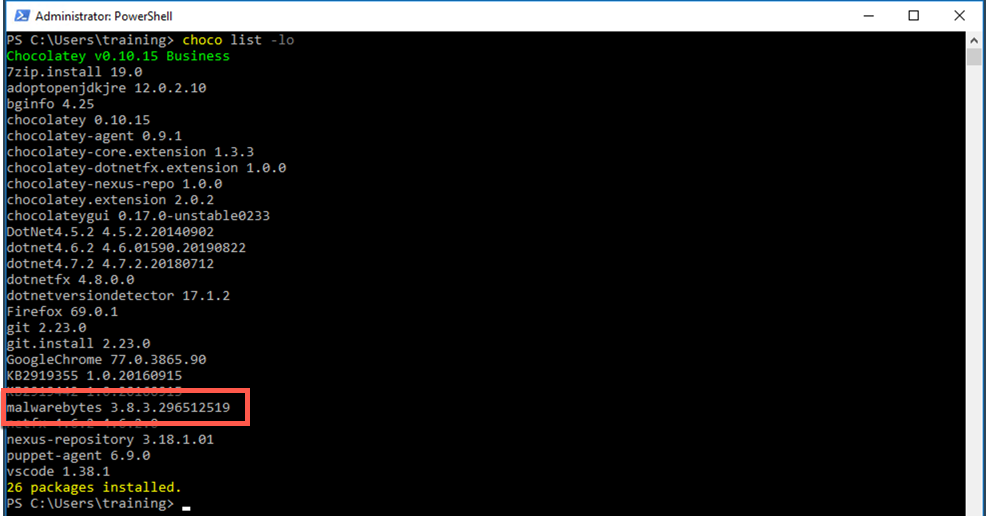 Administrator: PowerShell
PS C:\Users\training> choco list -lo
Chocolatey v0.10.15 Business
7zip.install 19.0
adoptopenjdkjre 12.0.2.10
bginfo 4.25
chocolatey 0.10.15
chocolatey-agent 0.9.1
chocolatey-core.extension 1.3.3
chocolatey-dotnetfx.extension 1.0.0
chocolatey-nexus-repo 1.0.0
chocolatey.extension 2.0.2
chocolateygui 0.17.0-unstable0233
DotNet4.5.2 4.5.2.20140902
dotnet4.6.2 4.6.01590.20190822
dotnet4.7.2 4.7.2.20180712
dotnetfx 4.8.0.0
dotnetversiondetector 17.1.2
Firefox 69.0.1
git 2.23.0
git.install 2.23.0
GoogleChrome 77.0.3865.90
KB2919355 1.0.20160915
malwarebytes 3.8.3.296512519
nexus-repository 3.18.1.01
puppet-agent 6.9.0
vscode 1.38.1
26 packages installed.
PS C:\Users\training>